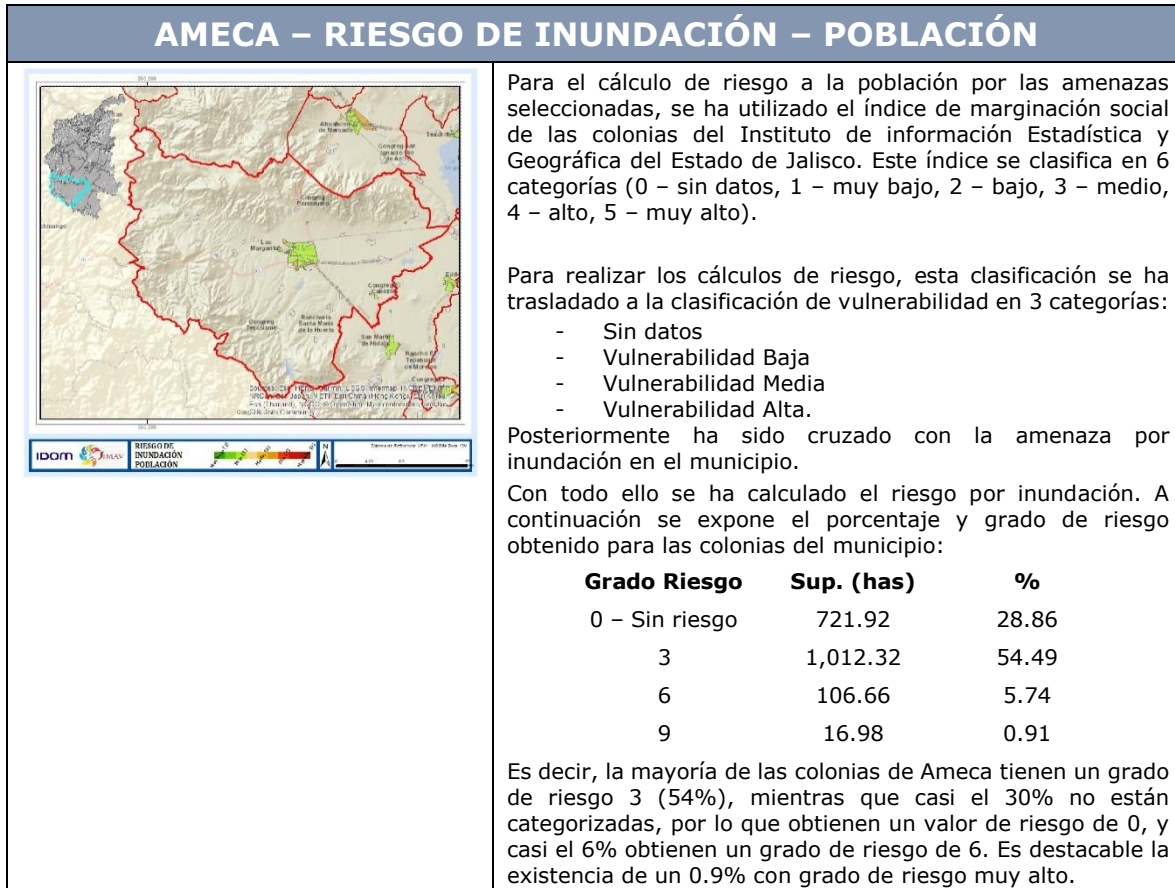 AMECA – RIESGO DE INUNDACIÓN – POBLACIÓN
Las
Margaritas
Rancheria
Santa María
de la Huerta
San Martín
de Hidalgo
IDOM
RIESGO DE
INUNDACIÓN
POBLACIÓN
N
Para el cálculo de riesgo a la población por las amenazas
seleccionadas, se ha utilizado el índice de marginación social
de las colonias del Instituto de información Estadística y
Geográfica del Estado de Jalisco. Este índice se clasifica en 6
categorías (0 – sin datos, 1 – muy bajo, 2 – bajo, 3 – medio,
4 – alto, 5 – muy alto).
Para realizar los cálculos de riesgo, esta clasificación se ha
trasladado a la clasificación de vulnerabilidad en 3 categorías:
- Sin datos
- Vulnerabilidad Baja
- Vulnerabilidad Media
- Vulnerabilidad Alta.
Posteriormente ha sido cruzado con la amenaza por
inundación en el municipio.
Con todo ello se ha calculado el riesgo por inundación. A
continuación se expone el porcentaje y grado de riesgo
obtenido para las colonias del municipio:
Grado Riesgo Sup. (has) %
0 – Sin riesgo 721.92 28.86
3 1,012.32 54.49
6 106.66 5.74
9 16.98 0.91
Es decir, la mayoría de las colonias de Ameca tienen un grado
de riesgo 3 (54%), mientras que casi el 30% no están
categorizadas, por lo que obtienen un valor de riesgo de 0, y
casi el 6% obtienen un grado de riesgo de 6. Es destacable la
existencia de un 0.9% con grado de riesgo muy alto.